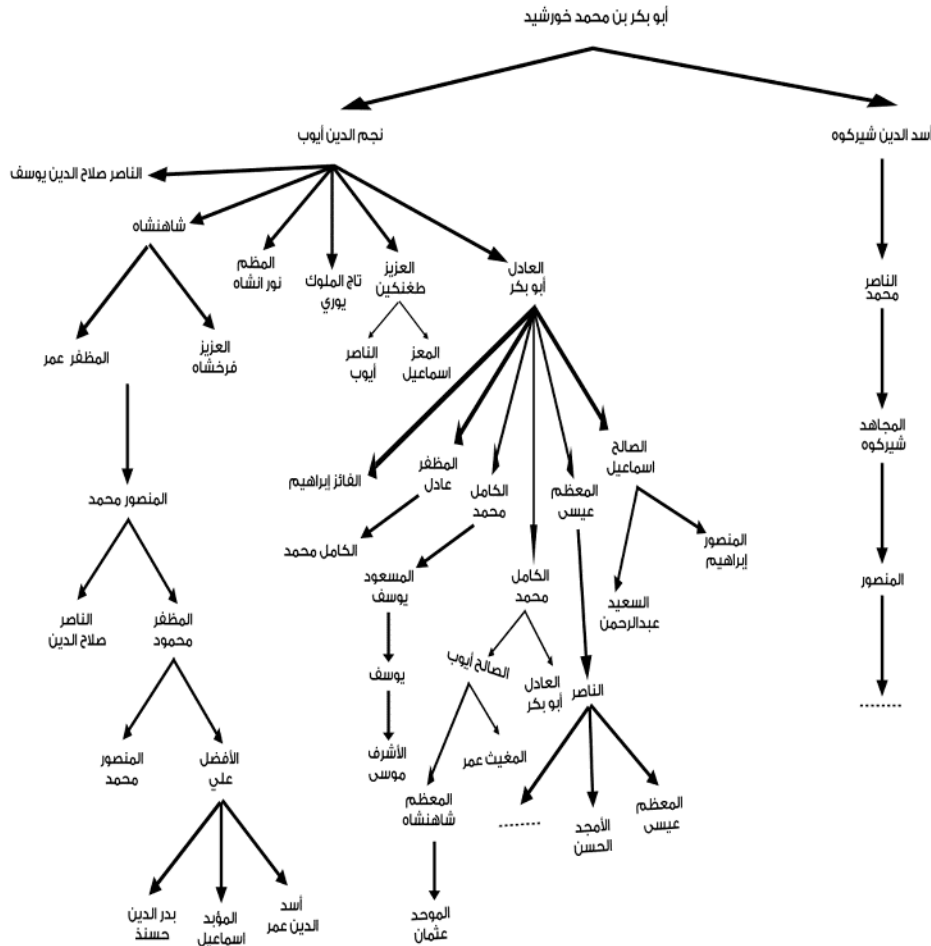 أبو بكر بن محمد خورشيد
أسد الدين شيركوه
نجم الدين أيوب
الناصر صلاح الدين يوسف
شاهنشاه
المظم
نور انشاه
تاج الملوك
يوري
العزيز
طغنكين
العادل
أبو بكر
الناصر
محمد
المظفر عمر
العزيز
فرخشاه
الناصر
أيوب
المعز
اسماعيل
المجاهد
شيركوه
الصالح
اسماعيل
المظفر
عادل
الفائز إبراهيم
الكامل
محمد
المعظم
عيسى
المنصور محمد
المنصور
إبراهيم
الكامل محمد
المسعود
يوسف
الكامل
محمد
المنصور
السعيد
عبدالرحمن
الناصر
صلاح الدين
المظفر
محمود
يوسف
الصالح أيوب
العادل
أبو بكر
الناصر
..........
المنصور
محمد
الأفضل
علي
الأشرف
موسى
المغيث عمر
المعظم
شاهنشاه
..........
الأمجد
الحسن
المعظم
عيسى
بدر الدين
حسنذ
المؤبد
اسماعيل
أسد
الدين عمر
الموحد
عثمان